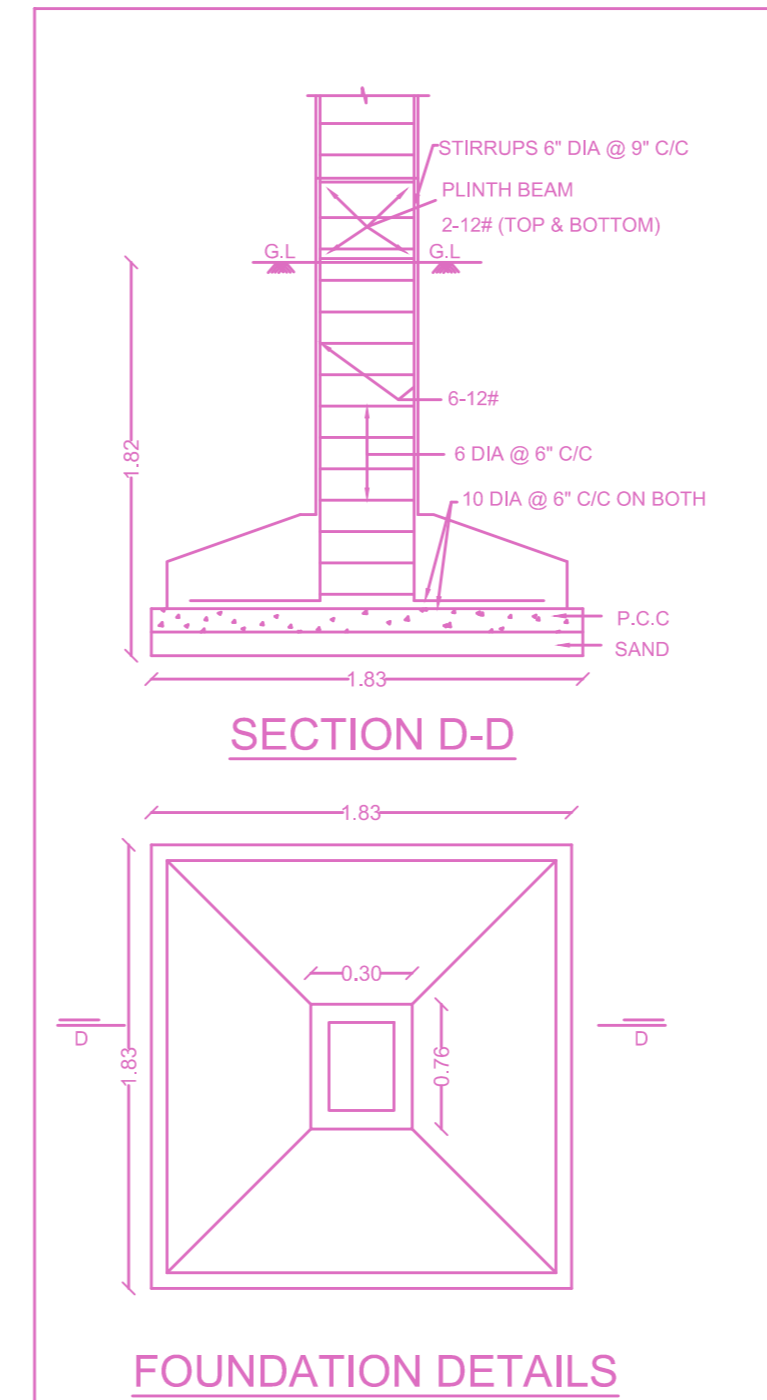 STIRRUPS 6" DIA @ 9" C/C
PLINTH BEAM
2-12# (TOP & BOTTOM)
G.L
G.L
1.82
6-12#
6 DIA @ 6" C/C
10 DIA @ 6" C/C ON BOTH
P.C.C
SAND
1.83
SECTION D-D
1.83
0.30
D
D
1.83
0.76
FOUNDATION DETAILS